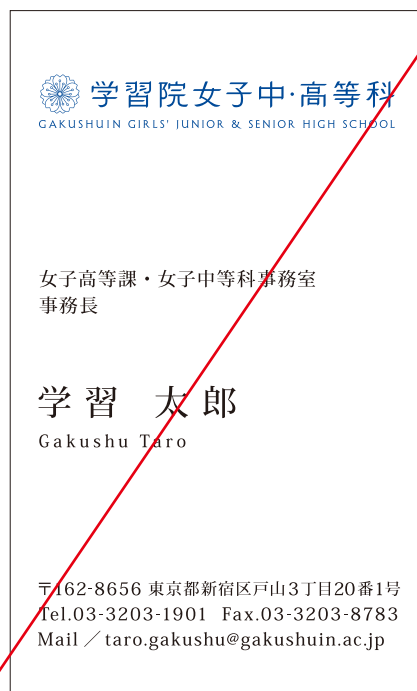 学習院女子中・高等科
GAKUSHUIN GIRLS' JUNIOR & SENIOR HIGH SCHOOL
女子高等課・女子中等科事務室
事務長
学習 太郎
Gakushu Taro
〒162-8656 東京都新宿区戸山3丁目20番1号
Tel.03-3203-1901 Fax.03-3203-8783
Mail／taro.gakushu@gakushuin.ac.jp